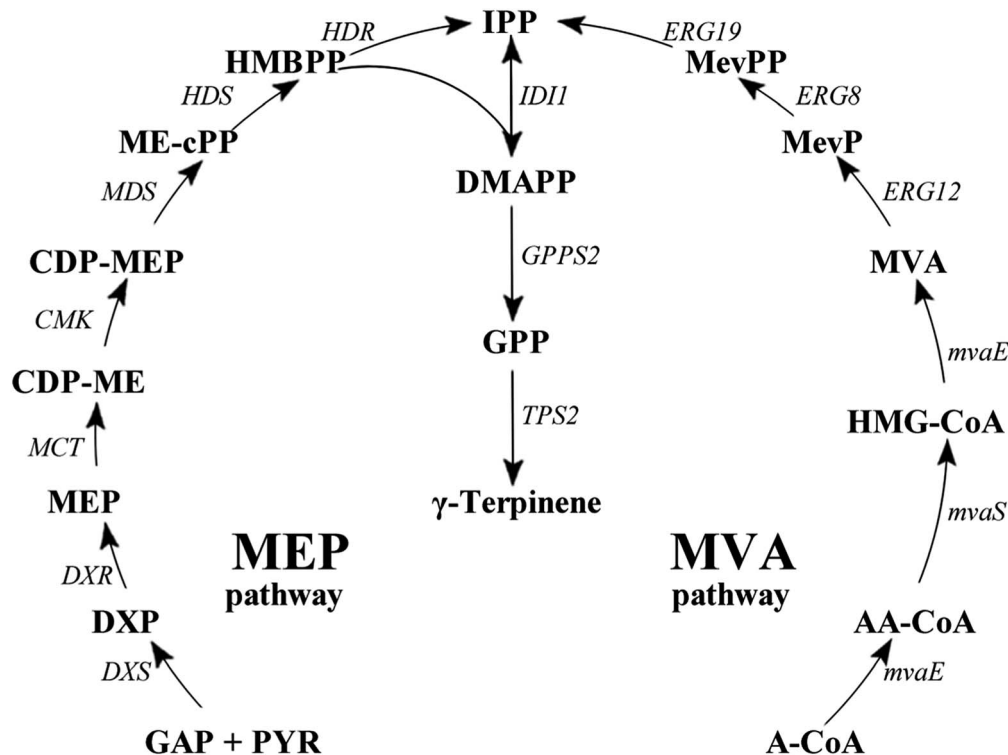 IPP
HDR
ERG19
HMBPP
MevPP
HDS
IDI1
ERG8
ME-cPP
MevP
MDS
DMAPP
ERG12
CDP-MEP
GPPS2
MVA
CMK
GPP
mvaE
CDP-ME
TPS2
HMG-CoA
MCT
MEP
γ-Terpinene
mvaS
MEP
pathway
MVA
pathway
DXR
DXP
AA-CoA
DXS
mvaE
GAP + PYR
A-CoA